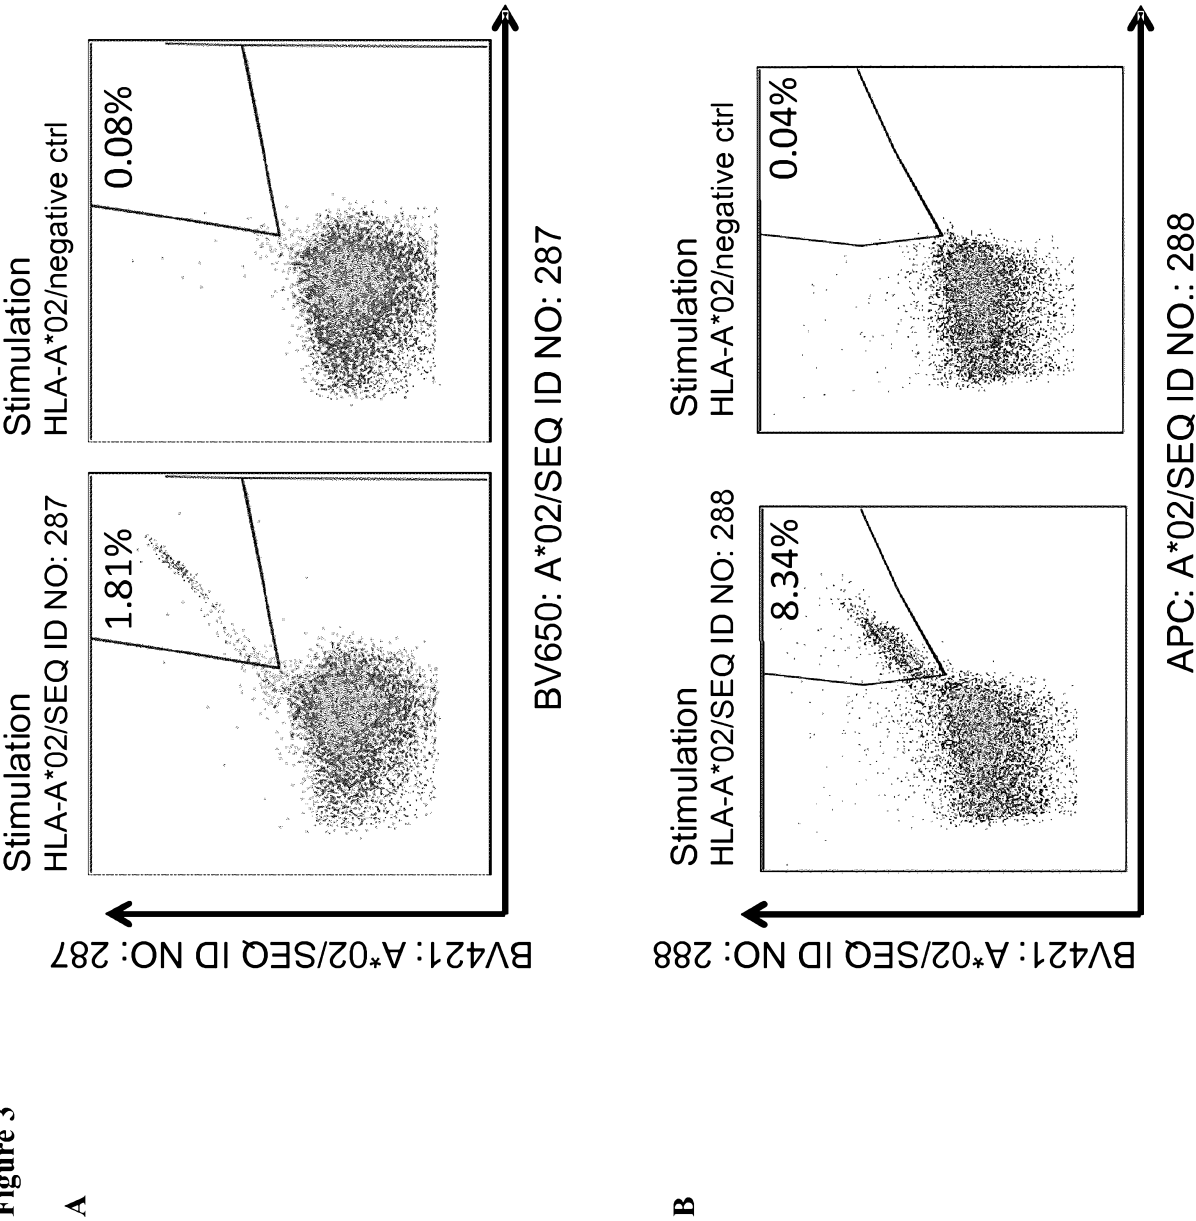 Figure 3
A
Stimulation
HLA-A*02/SEQ ID NO: 287
Stimulation
HLA-A*02/negative ctrl
1.81%
0.08%
BV421: A*02/SEQ ID NO: 287
BV650: A*02/SEQ ID NO: 287
B
Stimulation
HLA-A*02/SEQ ID NO: 288
Stimulation
HLA-A*02/negative ctrl
8.34%
0.04%
BV421: A*02/SEQ ID NO: 288
APC: A*02/SEQ ID NO.: 288